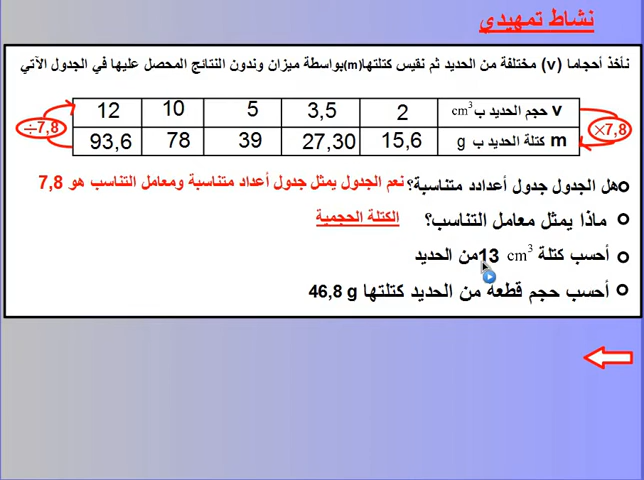 نشاط تمهيدي
نأخذ أحجاما (v) مختلفة من الحديد ثم نقيس كتلتها(m)بواسطة ميزان وندون النتائج المحصل عليها في الجدول الآتي
v حجم الحديد ب cm³ 2 3,5 5 10 12
m كتلة الحديد ب g 15,6 27,30 39 78 93,6
×7,8
÷7,8
هل الجدول جدول أعدادد متناسبة؟ نعم الجدول يمثل جدول أعداد متناسبة ومعامل التناسب هو 7,8
ماذا يمثل معامل التناسب؟ الكتلة الحجمية
أحسب كتلة cm³ 13من الحديد
أحسب حجم قطعة من الحديد كتلتها 46,8 g